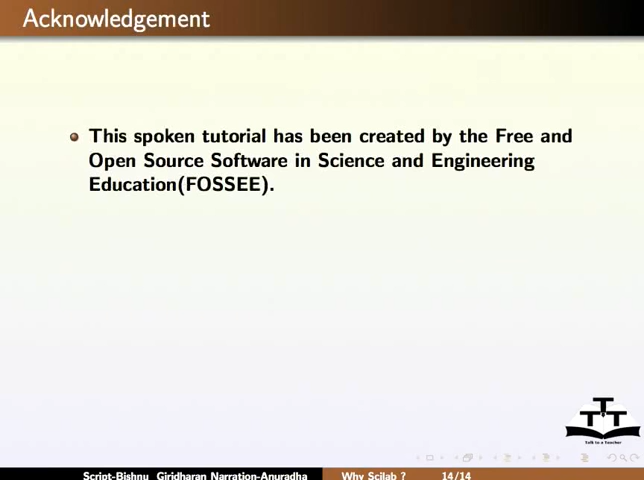 Acknowledgement
This spoken tutorial has been created by the Free and
Open Source Software in Science and Engineering
Education(FOSSEE).
TTT
Talk to a Teacher
Script-Bishnu Giridharan Narration-Anuradha Why Scilab ? 14/14